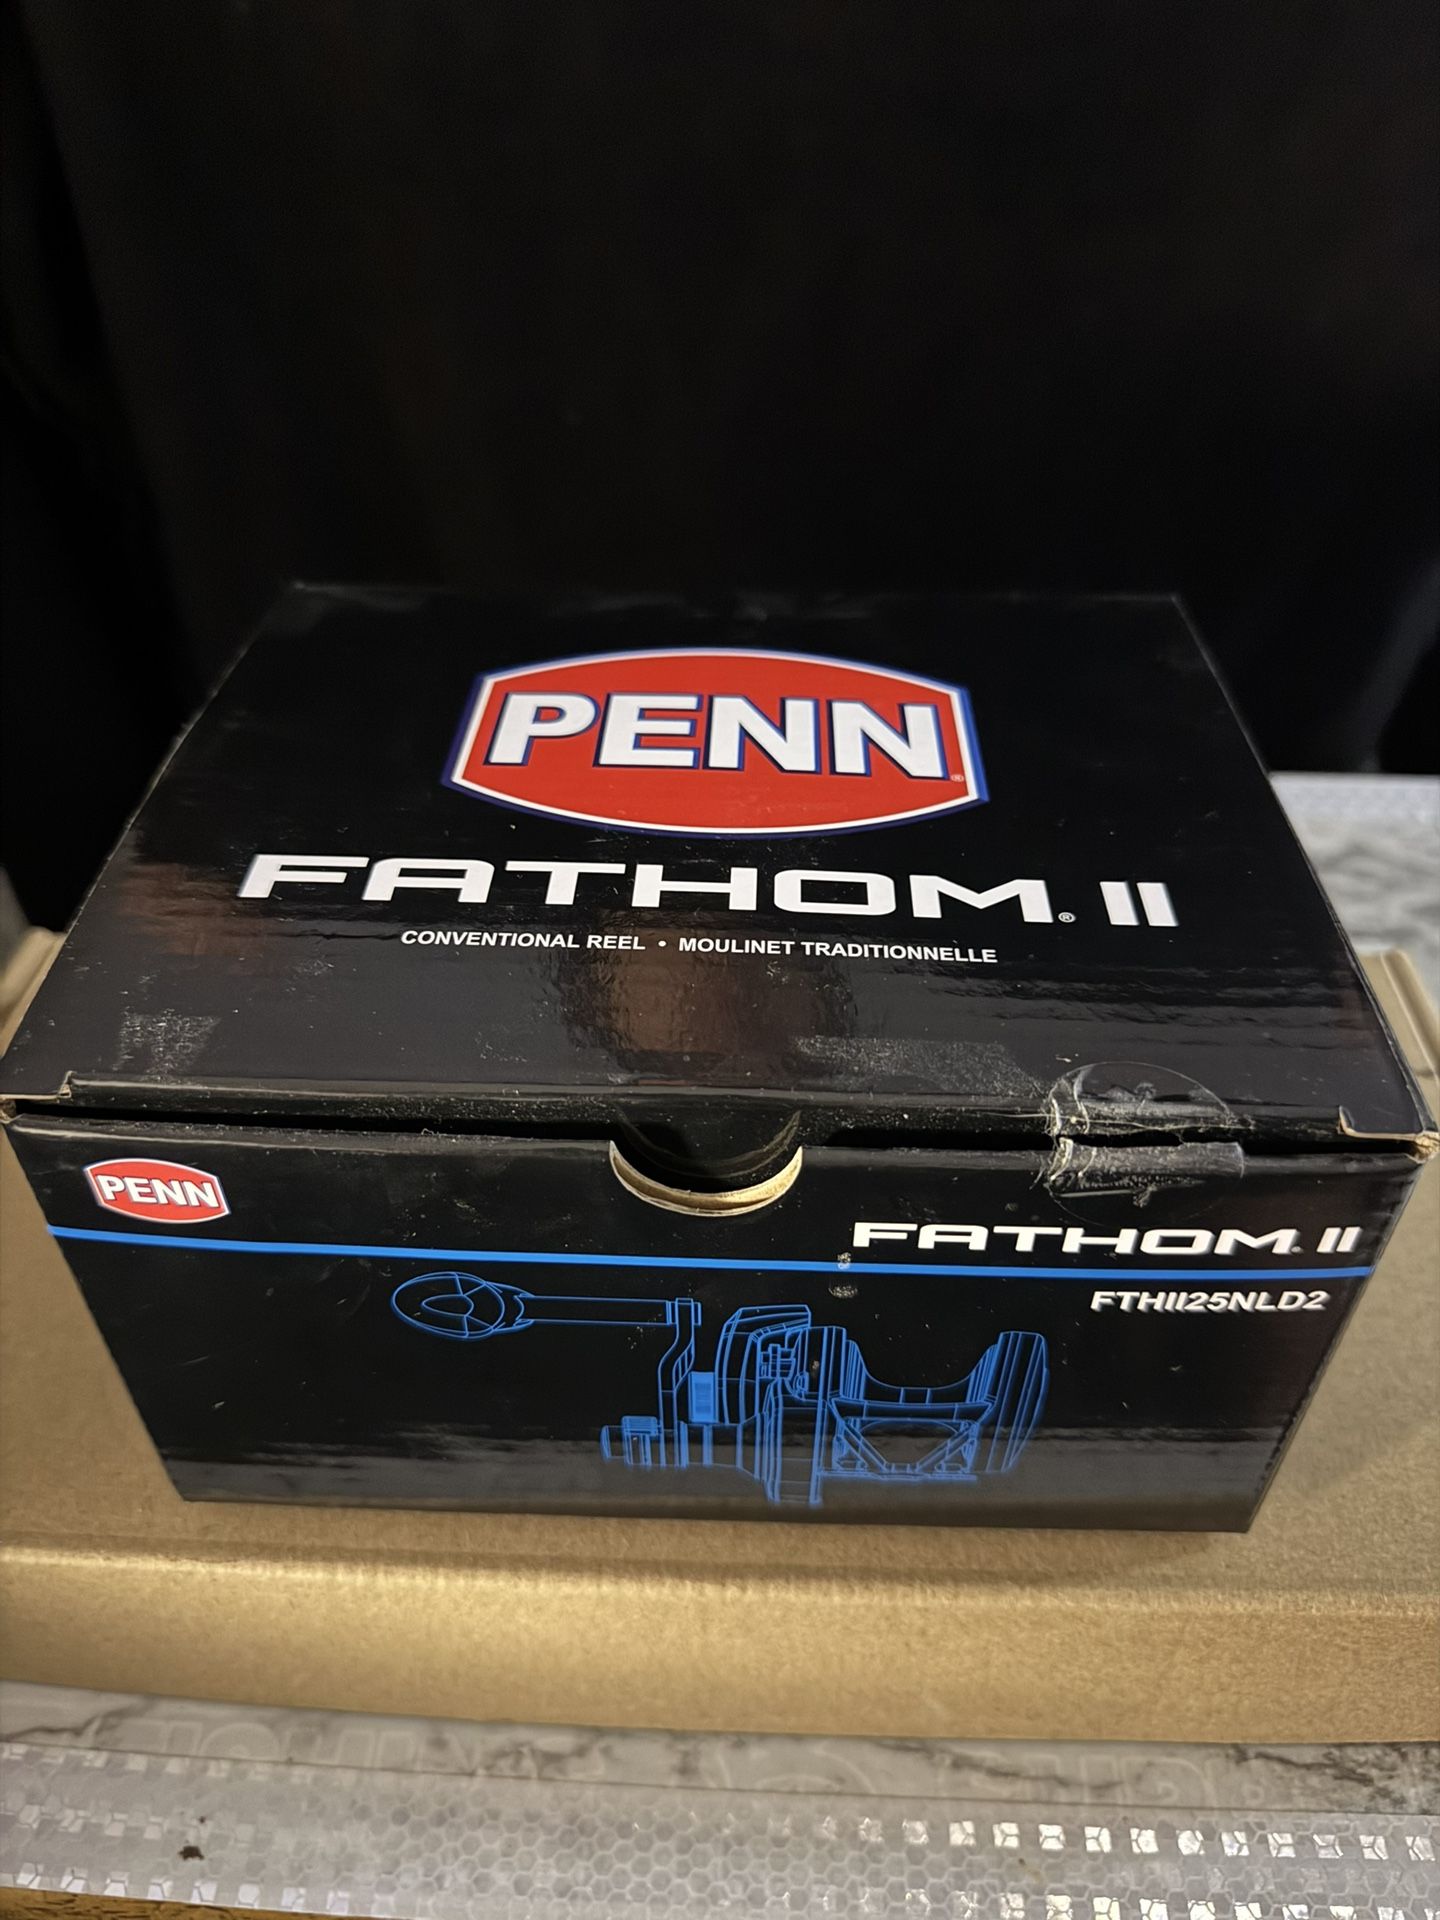 PENN®
FATHOM® II
CONVENTIONAL REEL • MOULINET TRADITIONNELLE
PENN
FATHOM II
FTHII25NLD2